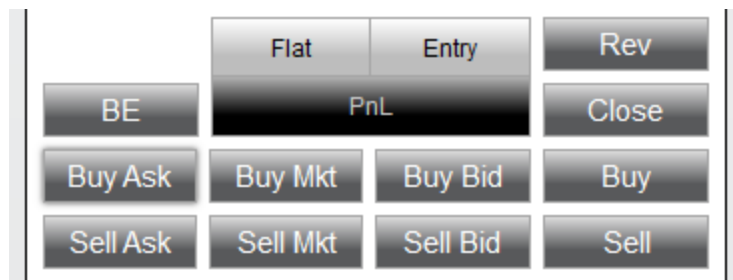 Flat Entry Rev
BE PnL Close
Buy Ask Buy Mkt Buy Bid Buy
Sell Ask Sell Mkt Sell Bid Sell